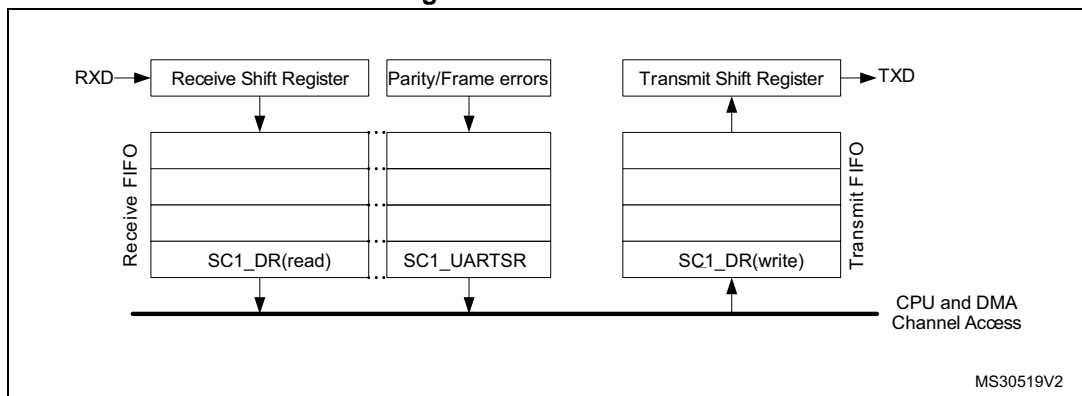 RXD
Receive Shift Register
Parity/Frame errors
Transmit Shift Register
TXD
Receive FIFO
Transmit FIFO
SC1_DR(read)
SC1_UARTSR
SC1_DR(write)
CPU and DMA
Channel Access
MS30519V2